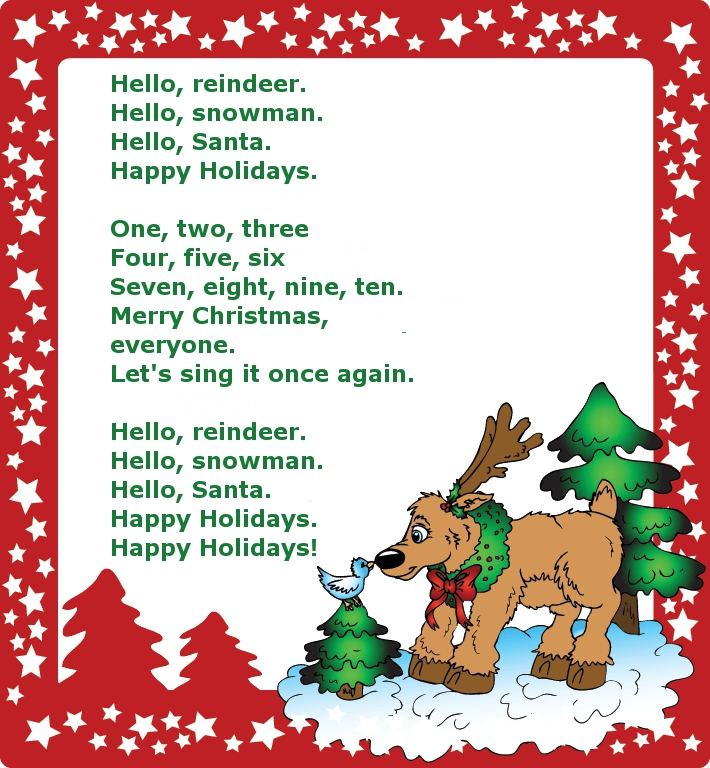 Hello, reindeer.
Hello, snowman.
Hello, Santa.
Happy Holidays.

One, two, three
Four, five, six
Seven, eight, nine, ten.
Merry Christmas,
everyone.
Let's sing it once again.

Hello, reindeer.
Hello, snowman.
Hello, Santa.
Happy Holidays.
Happy Holidays!